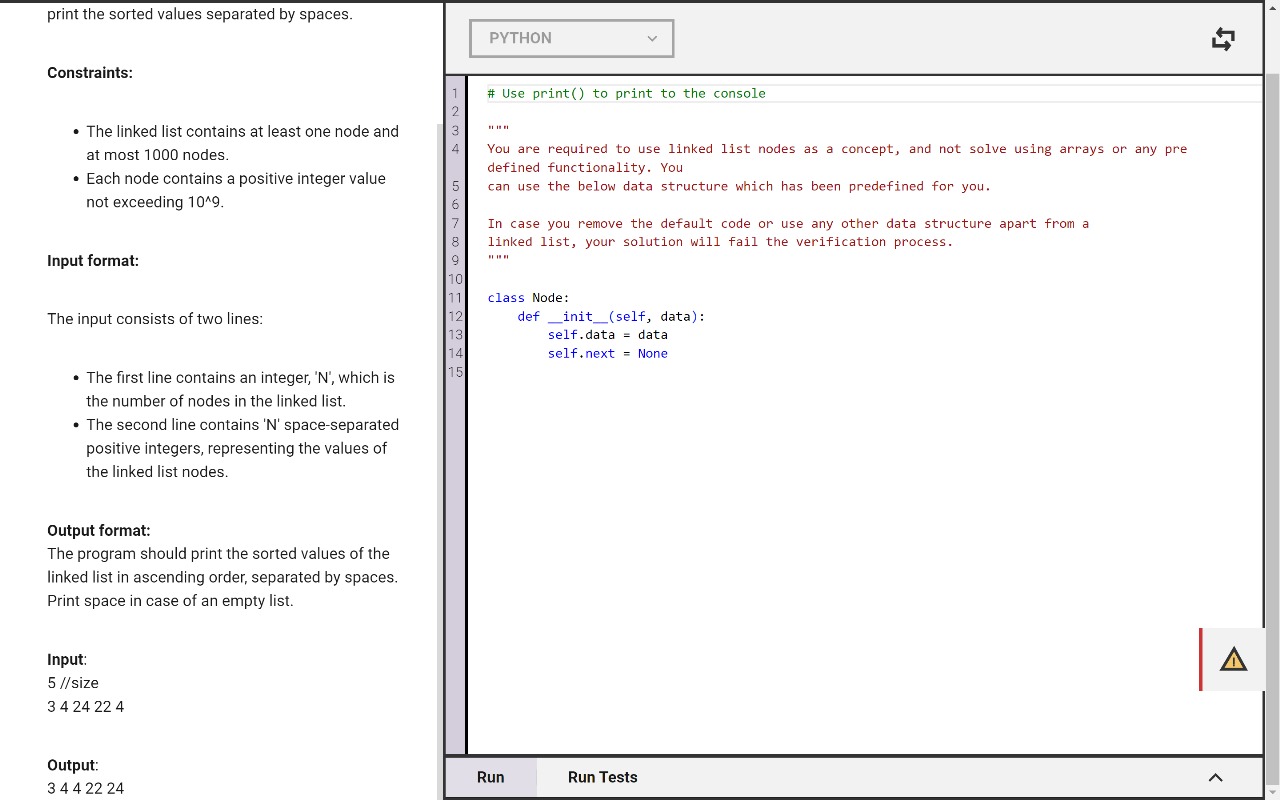 print the sorted values separated by spaces.
Constraints:
• The linked list contains at least one node and
at most 1000 nodes.
• Each node contains a positive integer value
not exceeding 10^9.
Input format:
The input consists of two lines:
• The first line contains an integer, 'N', which is
the number of nodes in the linked list.
• The second line contains 'N' space-separated
positive integers, representing the values of
the linked list nodes.
Output format:
The program should print the sorted values of the
linked list in ascending order, separated by spaces.
Print space in case of an empty list.
Input:
5 //size
3 4 24 22 4
Output:
3 4 4 22 24
PYTHON
1 # Use print() to print to the console
2
3 """
4 You are required to use linked list nodes as a concept, and not solve using arrays or any pre
defined functionality. You
5 can use the below data structure which has been predefined for you.
6
7 In case you remove the default code or use any other data structure apart from a
8 linked list, your solution will fail the verification process.
9 """
10
11 class Node:
12     def __init__(self, data):
13         self.data = data
14         self.next = None
15
Run Run Tests